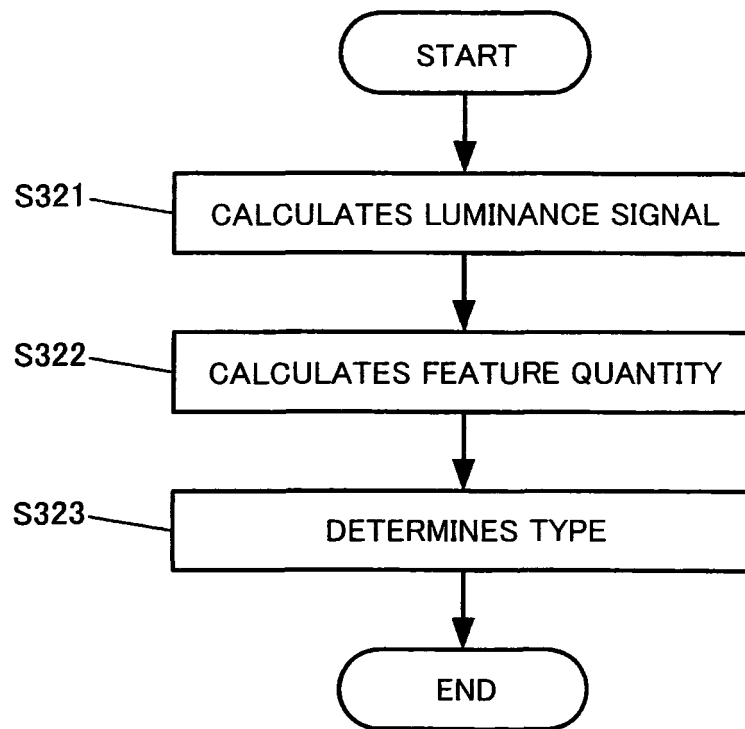 START
S321
CALCULATES LUMINANCE SIGNAL
S322
CALCULATES FEATURE QUANTITY
S323
DETERMINES TYPE
END